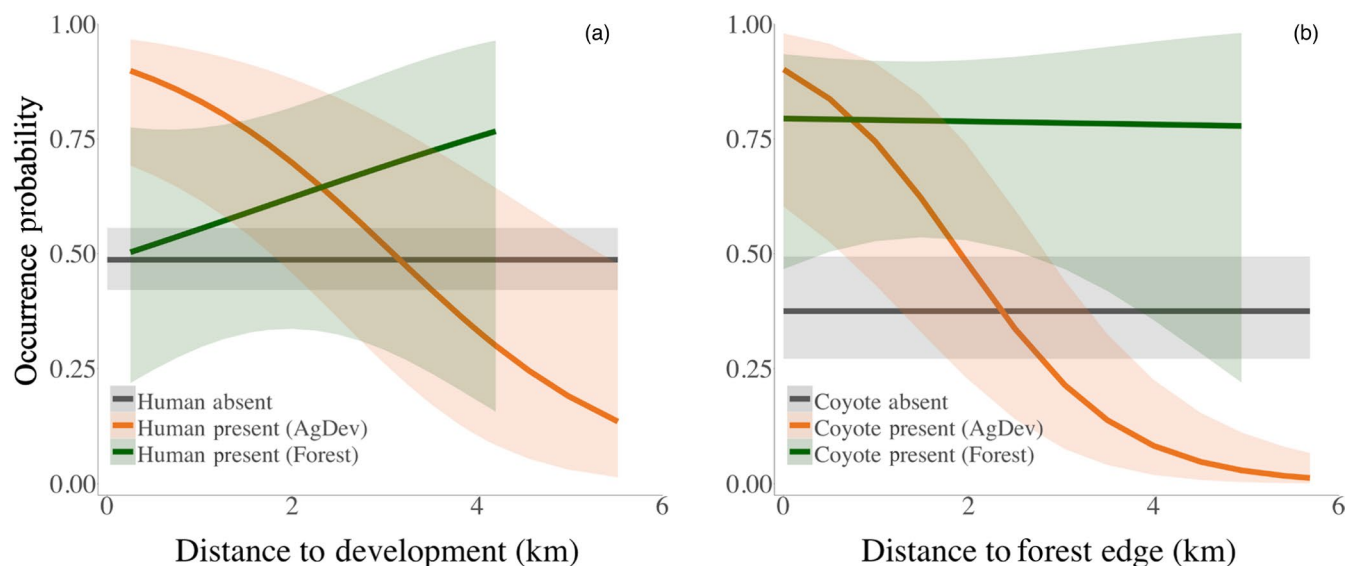 1.00
0.75
0.50
0.25
0.00
Occurrence probability
(a)
Human absent
Human present (AgDev)
Human present (Forest)
0
2
4
6
Distance to development (km)
1.00
0.75
0.50
0.25
0.00
(b)
Coyote absent
Coyote present (AgDev)
Coyote present (Forest)
0
2
4
6
Distance to forest edge (km)